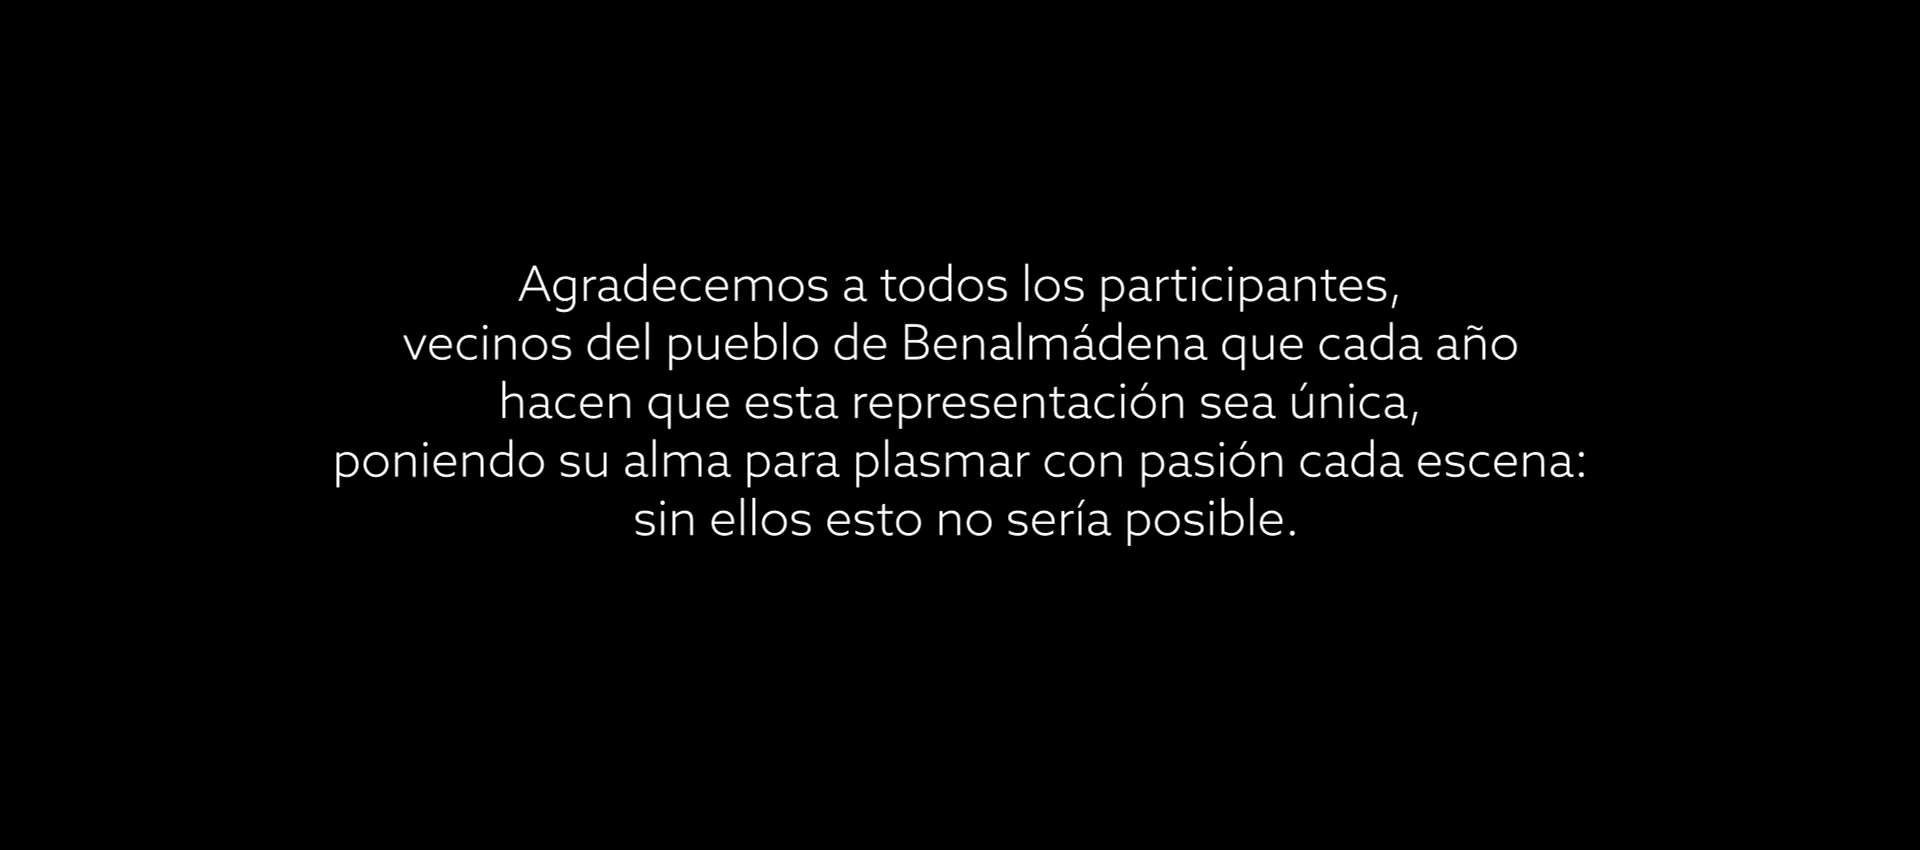 Agradecemos a todos los participantes,
vecinos del pueblo de Benalmádena que cada año
hacen que esta representación sea única,
poniendo su alma para plasmar con pasión cada escena:
sin ellos esto no sería posible.